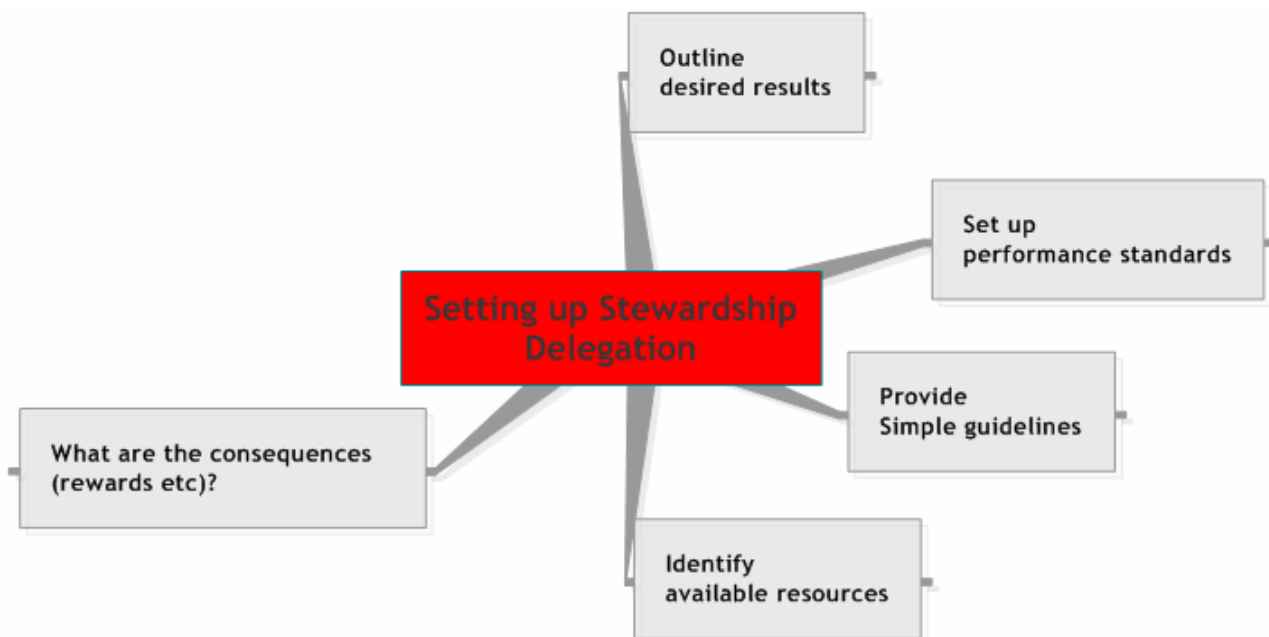 Outline
desired results
Set up
performance standards
Setting up Stewardship
Delegation
Provide
Simple guidelines
What are the consequences
(rewards etc)?
Identify
available resources